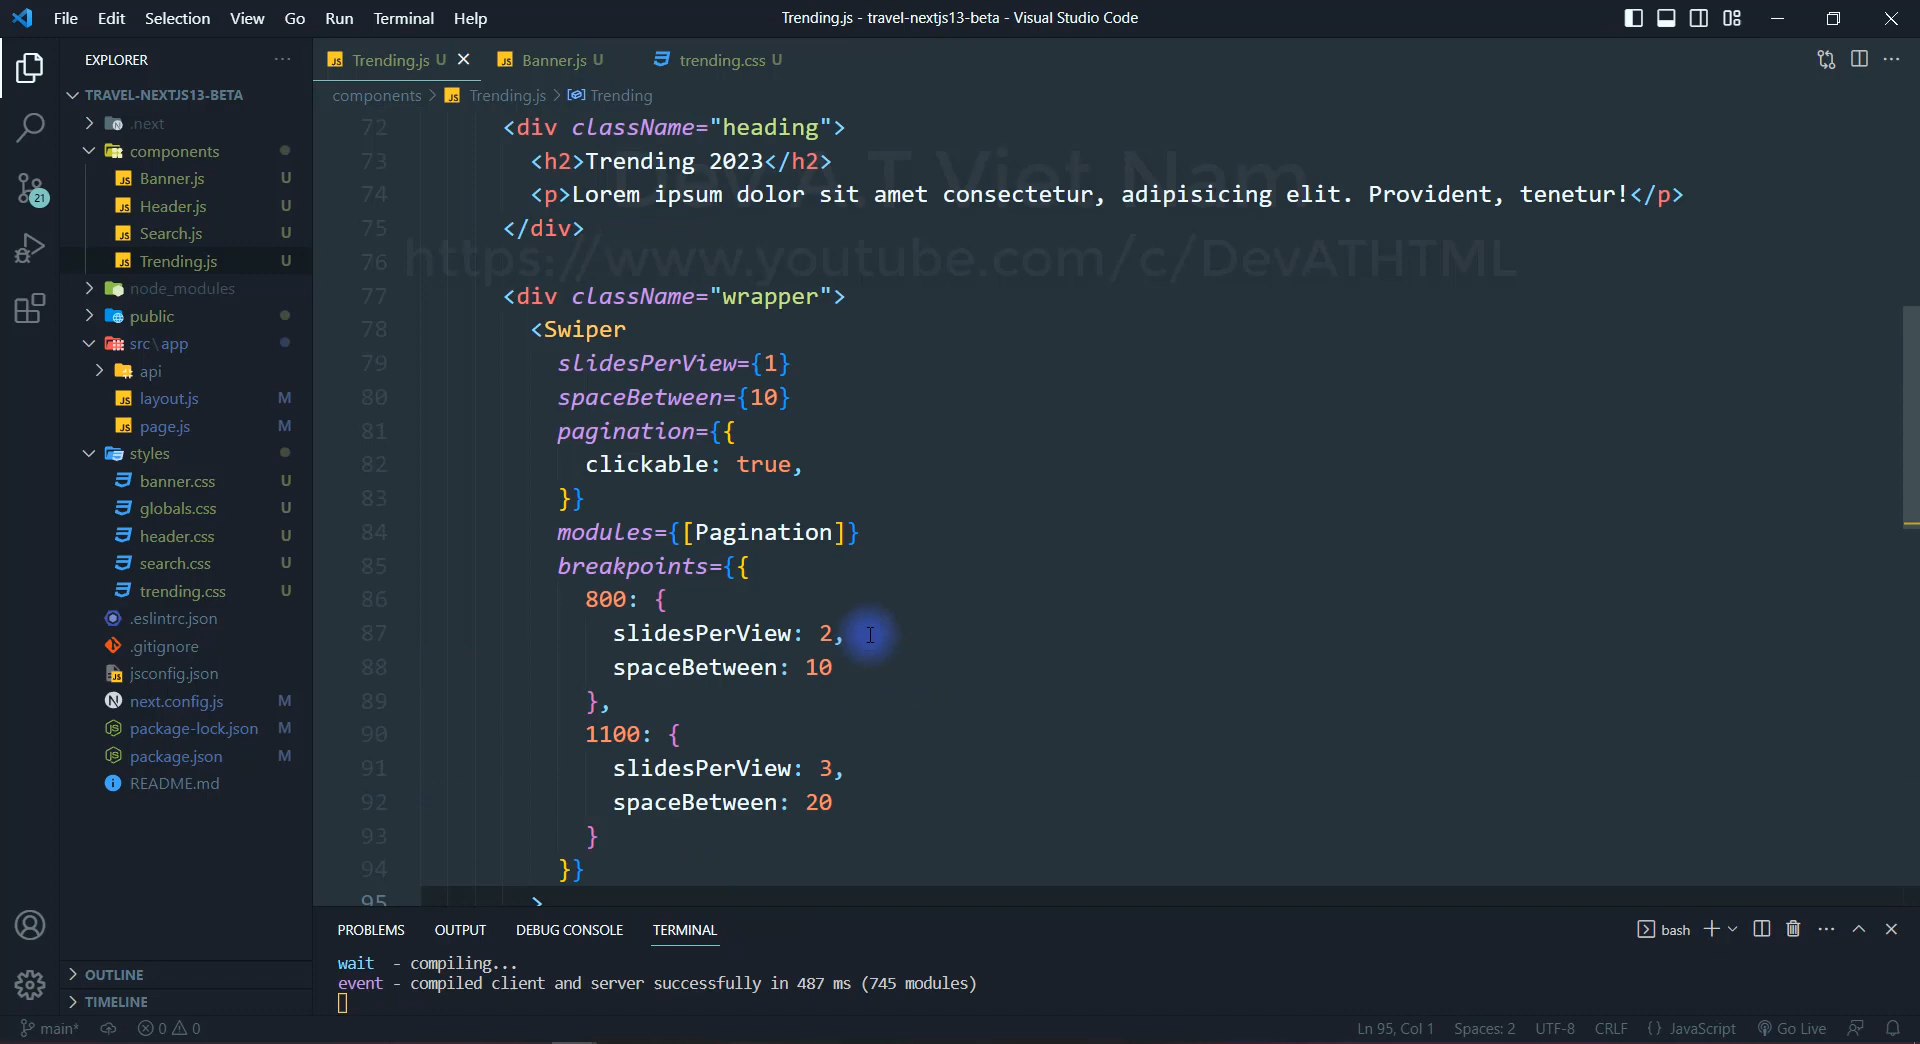 File Edit Selection View Go Run Terminal Help
Trending.js - travel-nextjs13-beta - Visual Studio Code
EXPLORER
TRAVEL-NEXTJS13-BETA
.next
components
Banner.js U
Header.js U
Search.js U
Trending.js U
node_modules
public
src\app
api
layout.js M
page.js M
styles
banner.css U
globals.css U
header.css U
search.css U
trending.css U
.eslintrc.json
.gitignore
jsconfig.json
next.config.js M
package-lock.json M
package.json M
README.md
OUTLINE
TIMELINE
21
Trending.js U
Banner.js U
trending.css U
components > Trending.js > Trending
Dev A T Viet Nam
https://www.youtube.com/c/DevATHTML
72 <div className="heading">
73 <h2>Trending 2023</h2>
74 <p>Lorem ipsum dolor sit amet consectetur, adipisicing elit. Provident, tenetur!</p>
75 </div>
76
77 <div className="wrapper">
78 <Swiper
79 slidesPerView={1}
80 spaceBetween={10}
81 pagination={{
82 clickable: true,
83 }}
84 modules={[Pagination]}
85 breakpoints={{
86 800: {
87 slidesPerView: 2,
88 spaceBetween: 10
89 },
90 1100: {
91 slidesPerView: 3,
92 spaceBetween: 20
93 }
94 }}
95 >
PROBLEMS OUTPUT DEBUG CONSOLE TERMINAL
bash
wait - compiling...
event - compiled client and server successfully in 487 ms (745 modules)
main* 0 0
Ln 95, Col 1 Spaces: 2 UTF-8 CRLF {} JavaScript Go Live